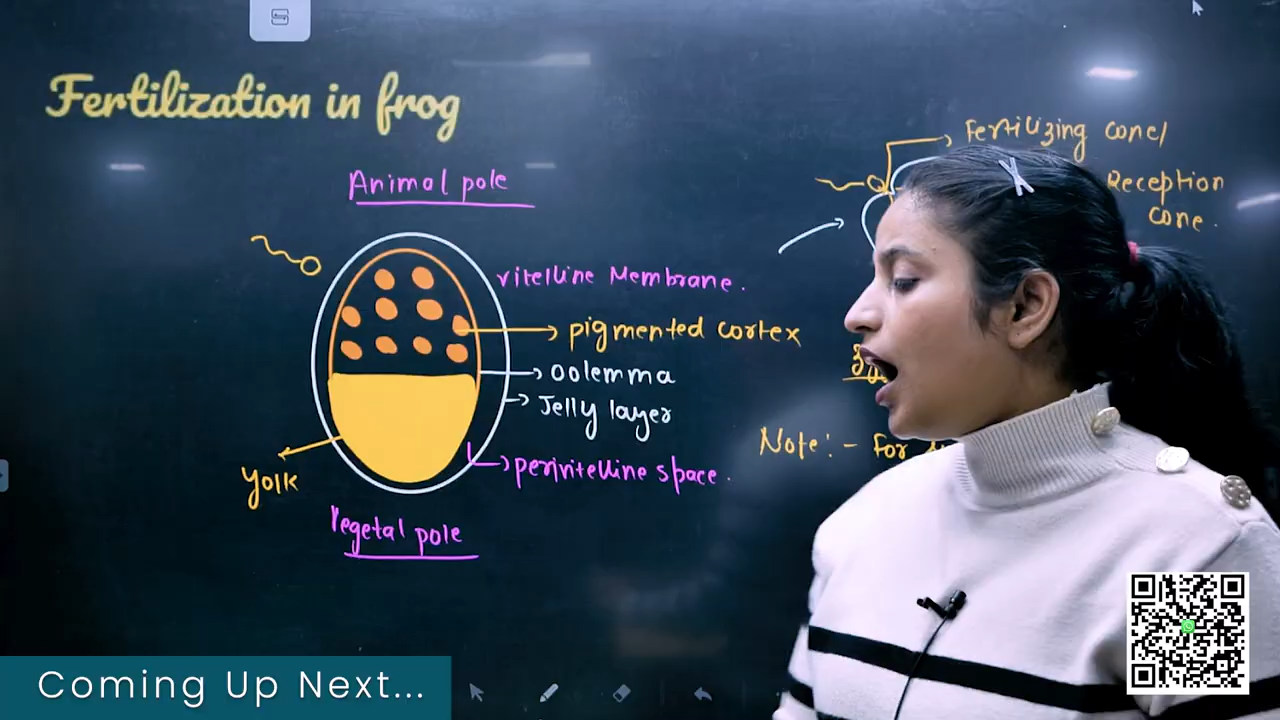 Fertilization in frog
Animal pole
vitelline Membrane.
pigmented cortex
oolemma
Jelly layer
perivitelline space.
yolk
Vegetal pole
Fertilizing cone/
Reception
cone.
Note:- For
Coming Up Next...